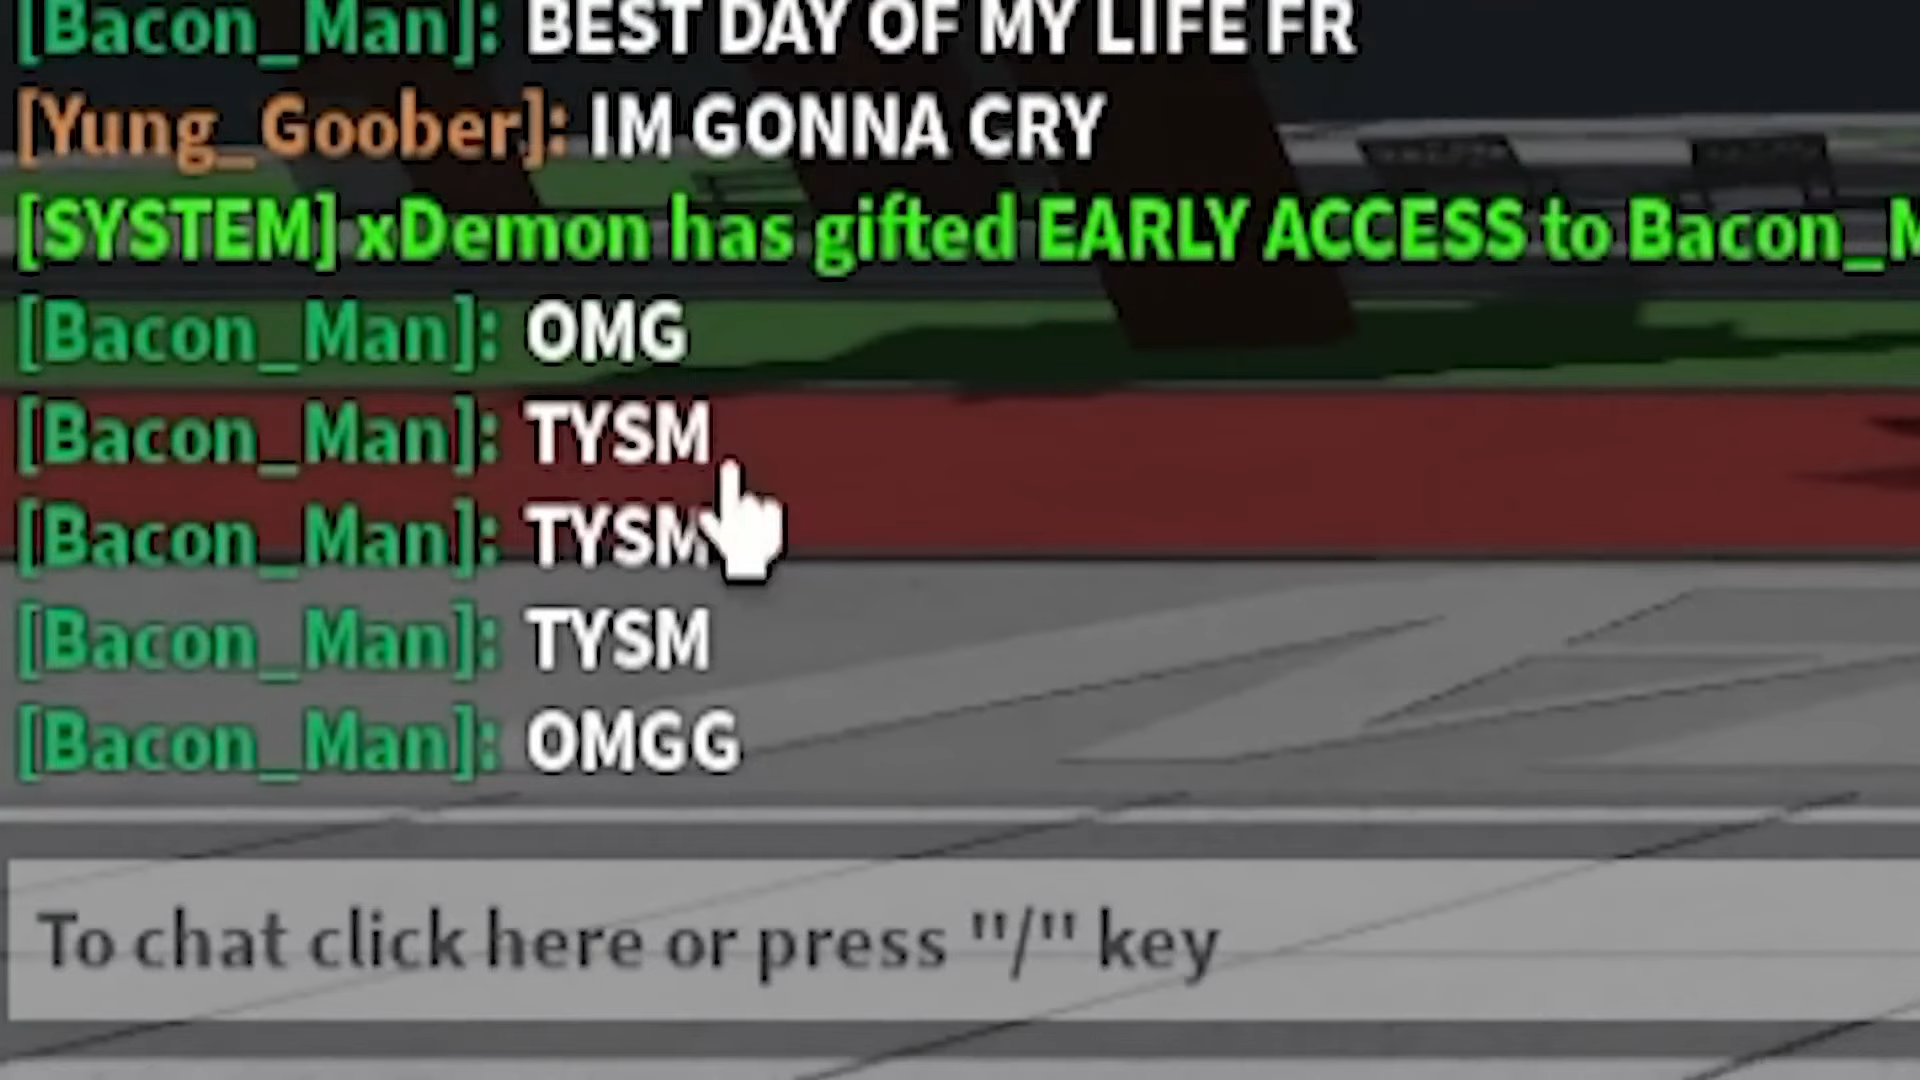 [Bacon_Man]: BEST DAY OF MY LIFE FR
[Yung_Goober]: IM GONNA CRY
[SYSTEM] xDemon has gifted EARLY ACCESS to Bacon_M
[Bacon_Man]: OMG
[Bacon_Man]: TYSM
[Bacon_Man]: TYSM
[Bacon_Man]: TYSM
[Bacon_Man]: OMGG
To chat click here or press "/" key